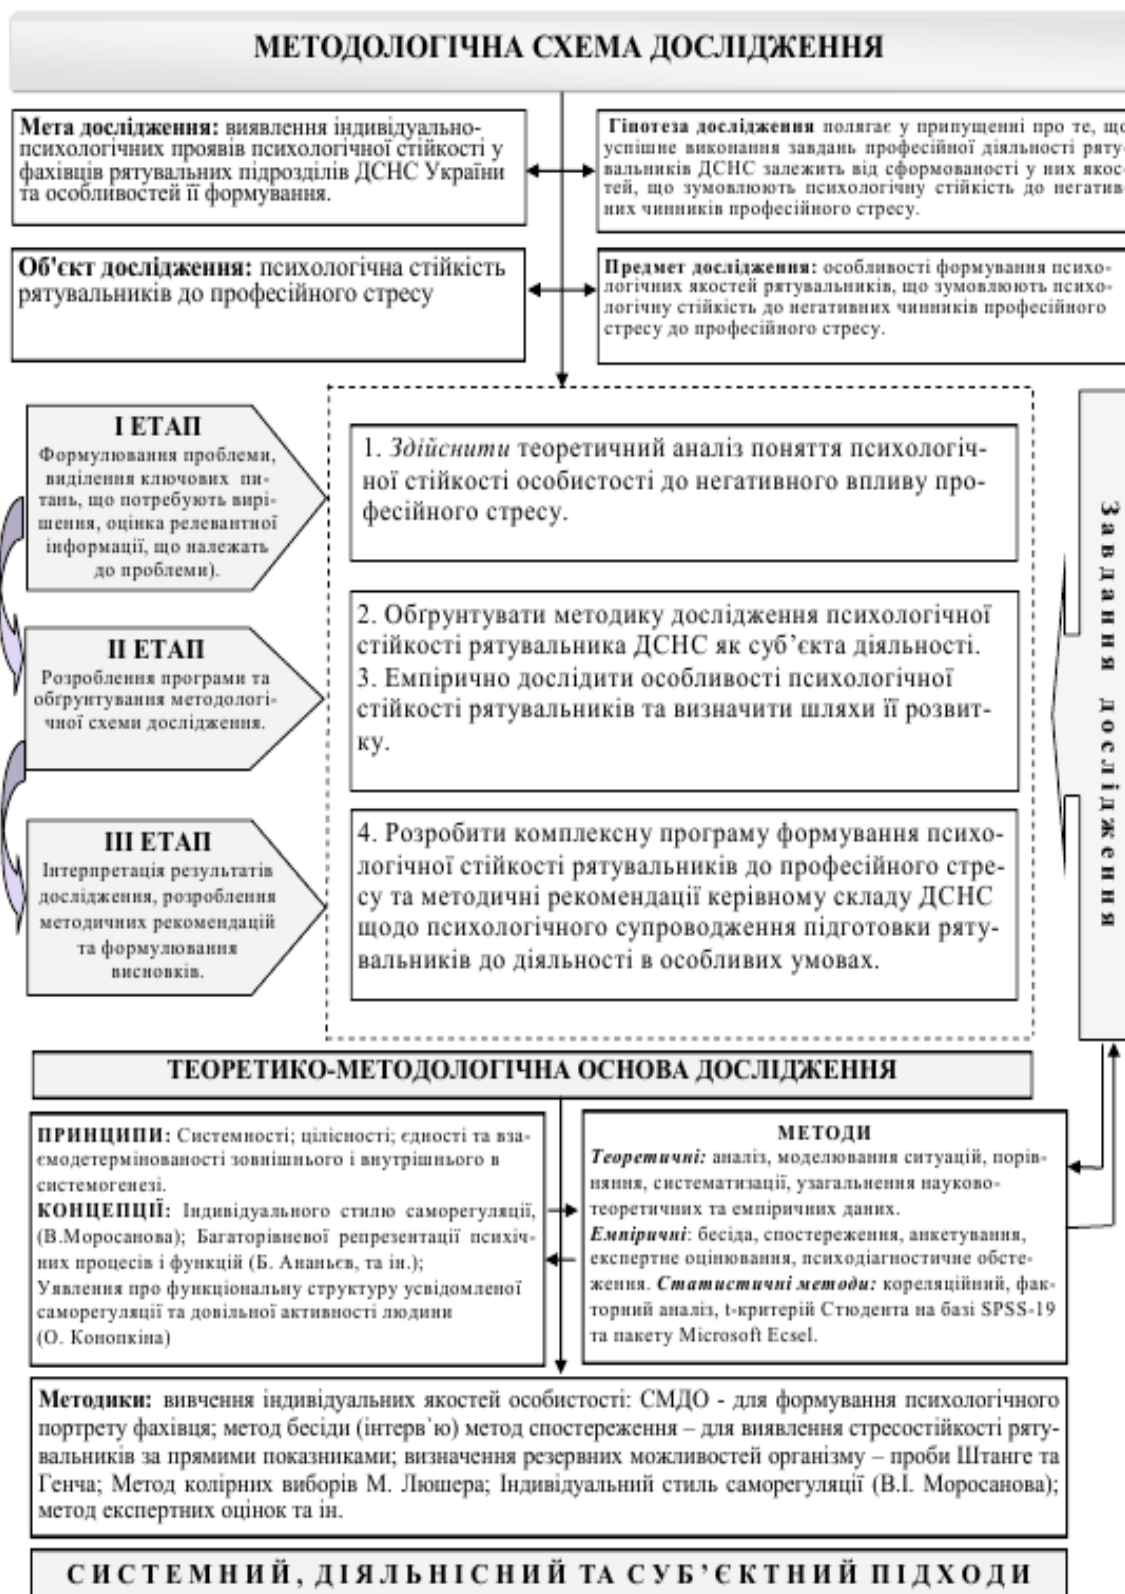 МЕТОДОЛОГІЧНА СХЕМА ДОСЛІДЖЕННЯ
Мета дослідження: виявлення індивідуально-
психологічних проявів психологічної стійкості у
фахівців рятувальних підрозділів ДСНС України
та особливостей її формування.
Гіпотеза дослідження полягає у припущенні про те, що
успішне виконання завдань професійної діяльності ряту-
вальників ДСНС залежить від сформованості у них якос-
тей, що зумовлюють психологічну стійкість до негатив-
них чинників професійного стресу.
Об'єкт дослідження: психологічна стійкість
рятувальників до професійного стресу
Предмет дослідження: особливості формування психо-
логічних якостей рятувальників, що зумовлюють психо-
логічну стійкість до негативних чинників професійного
стресу до професійного стресу.
І ЕТАП
Формулювання проблеми,
виділення ключових пи-
тань, що потребують вирі-
шення, оцінка релевантної
інформації, що належать
до проблеми).
1. Здійснити теоретичний аналіз поняття психологіч-
ної стійкості особистості до негативного впливу про-
фесійного стресу.
ІІ ЕТАП
Розроблення програми та
обґрунтування методологі-
чної схеми дослідження.
2. Обґрунтувати методику дослідження психологічної
стійкості рятувальника ДСНС як суб’єкта діяльності.
3. Емпірично дослідити особливості психологічної
стійкості рятувальників та визначити шляхи її розвит-
ку.
ІІІ ЕТАП
Інтерпретація результатів
дослідження, розроблення
методичних рекомендацій
та формулювання
висновків.
4. Розробити комплексну програму формування психо-
логічної стійкості рятувальників до професійного стре-
су та методичні рекомендації керівному складу ДСНС
щодо психологічного супроводження підготовки ряту-
вальників до діяльності в особливих умовах.
Завдання дослідження
ТЕОРЕТИКО-МЕТОДОЛОГІЧНА ОСНОВА ДОСЛІДЖЕННЯ
ПРИНЦИПИ: Системності; цілісності; єдності та вза-
ємодетермінованості зовнішнього і внутрішнього в
системогенезі.
КОНЦЕПЦІЇ: Індивідуального стилю саморегуляції,
(В.Моросанова); Багаторівневої репрезентації психіч-
них процесів і функцій (Б. Ананьєв, та ін.);
Уявлення про функціональну структуру усвідомленої
саморегуляції та довільної активності людини
(О. Конопкіна)
МЕТОДИ
Теоретичні: аналіз, моделювання ситуацій, порів-
няння, систематизації, узагальнення науково-
теоретичних та емпіричних даних.
Емпіричні: бесіда, спостереження, анкетування,
експертне оцінювання, психодіагностичне обсте-
ження. Статистичні методи: кореляційний, фак-
торний аналіз, t-критерій Стюдента на базі SPSS-19
та пакету Microsoft Ecsel.
Методики: вивчення індивідуальних якостей особистості: СМДО - для формування психологічного
портрету фахівця; метод бесіди (інтерв`ю) метод спостереження – для виявлення стресостійкості ряту-
вальників за прямими показниками; визначення резервних можливостей організму – проби Штанге та
Генча; Метод колірних виборів М. Люшера; Індивідуальний стиль саморегуляції (В.І. Моросанова);
метод експертних оцінок та ін.
СИСТЕМНИЙ, ДІЯЛЬНІСНИЙ ТА СУБ’ЄКТНИЙ ПІДХОДИ